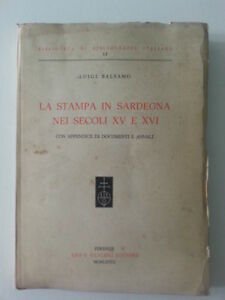 BIBLIOTECA DI BIBLIOGRAFIA ITALIANA
LUIGI BALSAMO
LA STAMPA IN SARDEGNA
NEI SECOLI XV E XVI
CON APPENDICE DI DOCUMENTI E ANNALI
FIRENZE
LEO S. OLSCHKI EDITORE